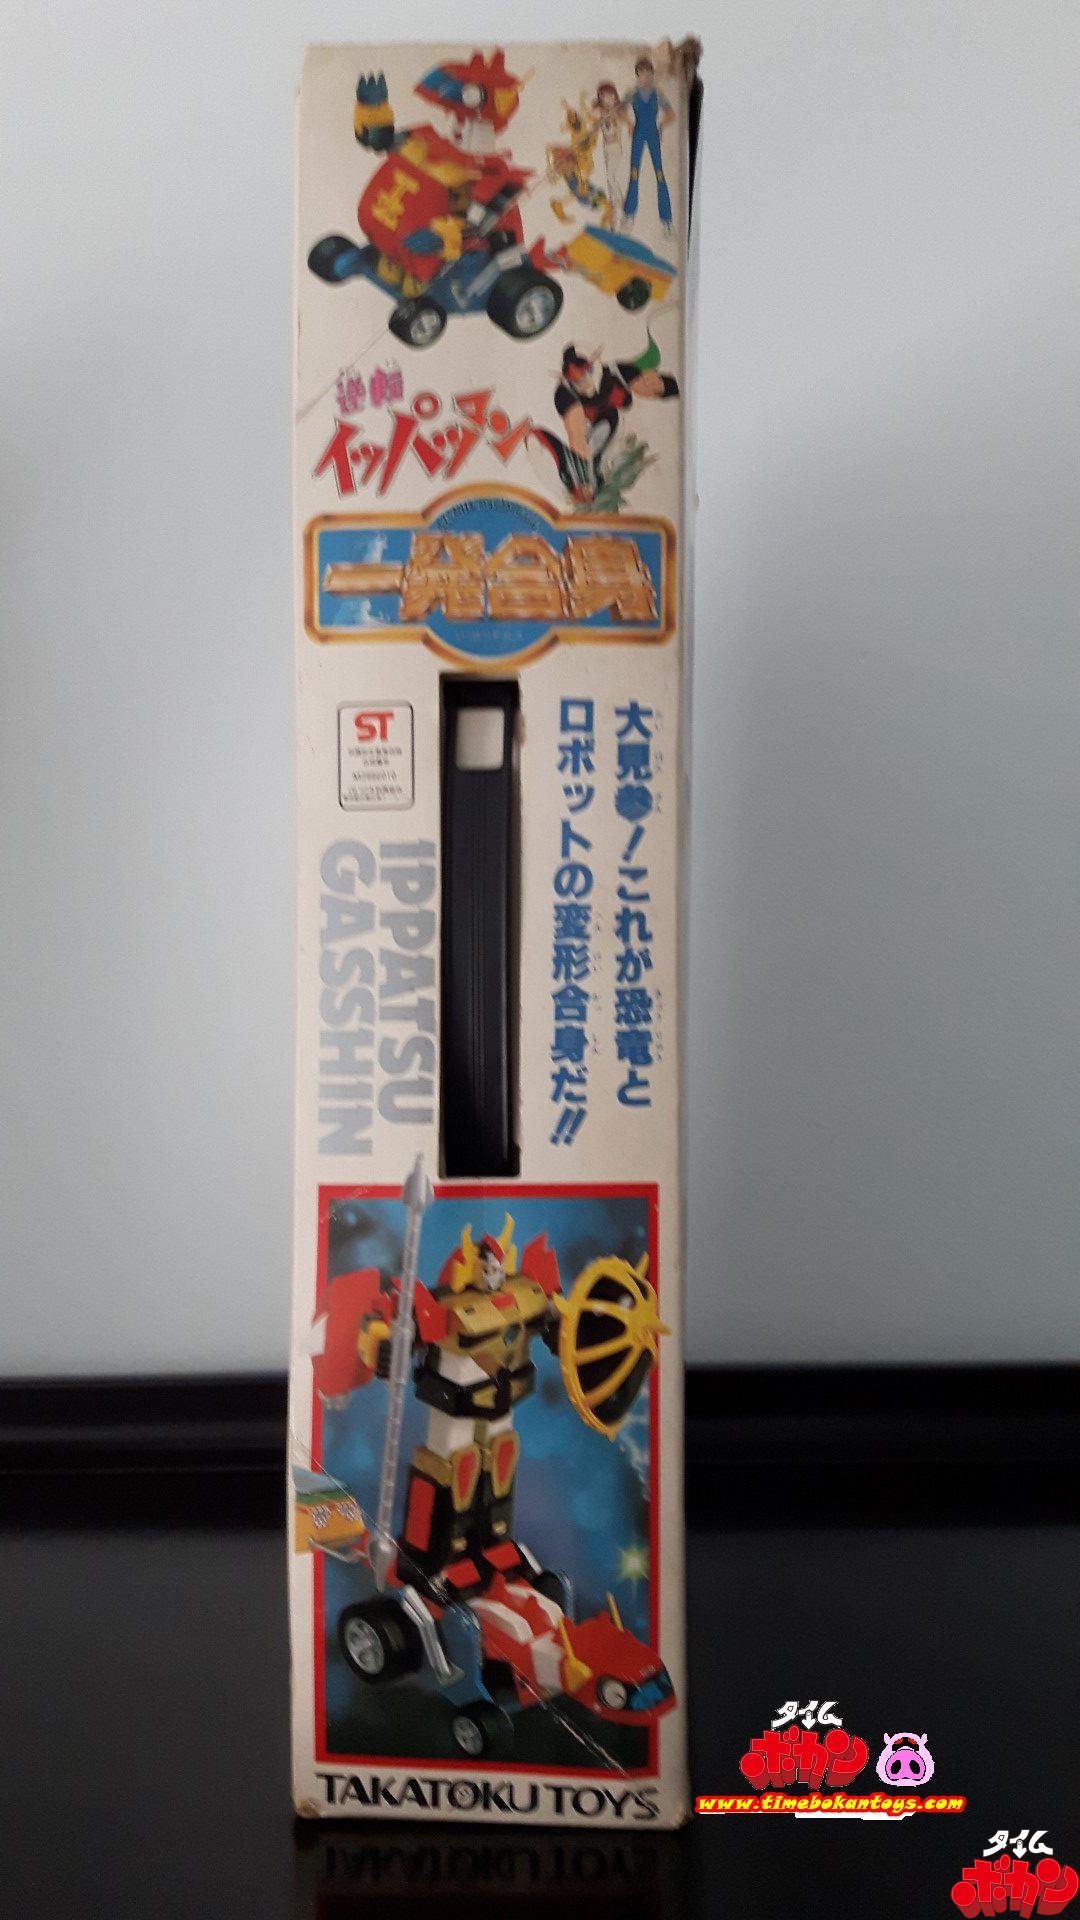 逆転
イッパツマン
一発合身
ST
大見参!これが恐竜と
ロボットの変形合身だ!!
IPPATSU
GASSHIN
TAKATOKU TOYS
タイム
ボカン
www.timebokantoys.com
タイム
ボカン